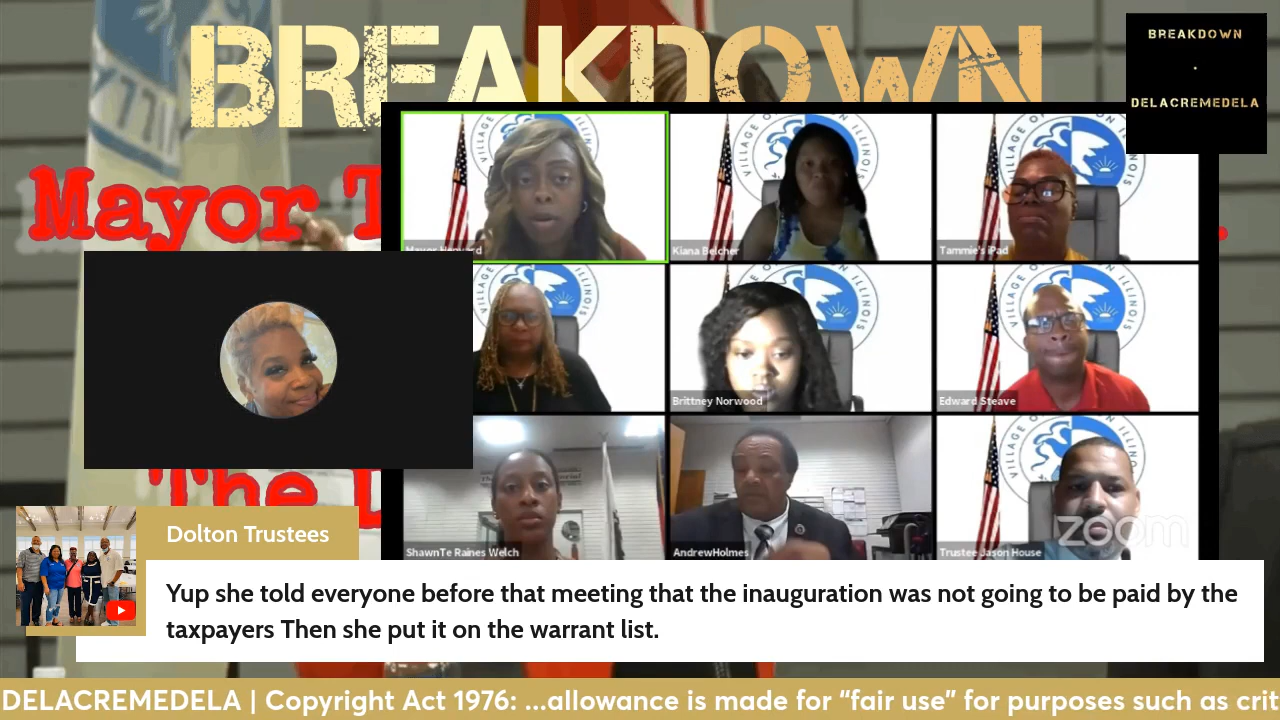 BREAKDOWN
BREAKDOWN
DELACREMEDELA
Mayor T
Mayor Henyard
Kiana Belcher
Tammie's iPad
Brittney Norwood
Edward Steave
The
ShawnTe Raines Welch
AndrewHolmes
Trustee Jason House
zoom
Dolton Trustees
Yup she told everyone before that meeting that the inauguration was not going to be paid by the
taxpayers Then she put it on the warrant list.
DELACREMEDELA | Copyright Act 1976: ...allowance is made for “fair use” for purposes such as crit